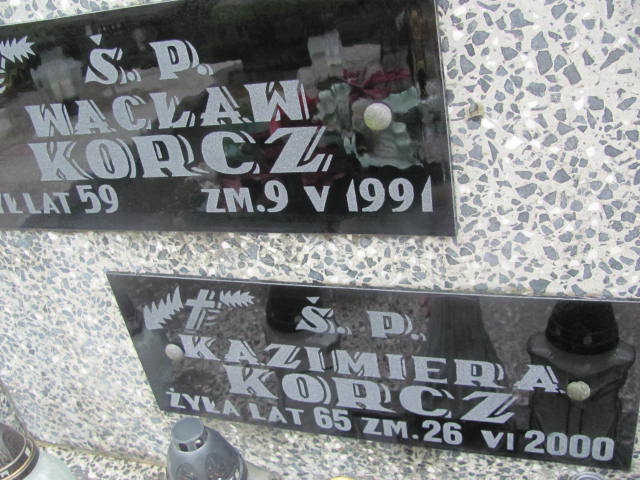 Ś. P.
WACŁAW
KORCZ
LAT 59 ZM. 9 V 1991
Ś. P.
KAZIMIERA
KORCZ
ŻYŁA LAT 65 ZM. 26 VI 2000